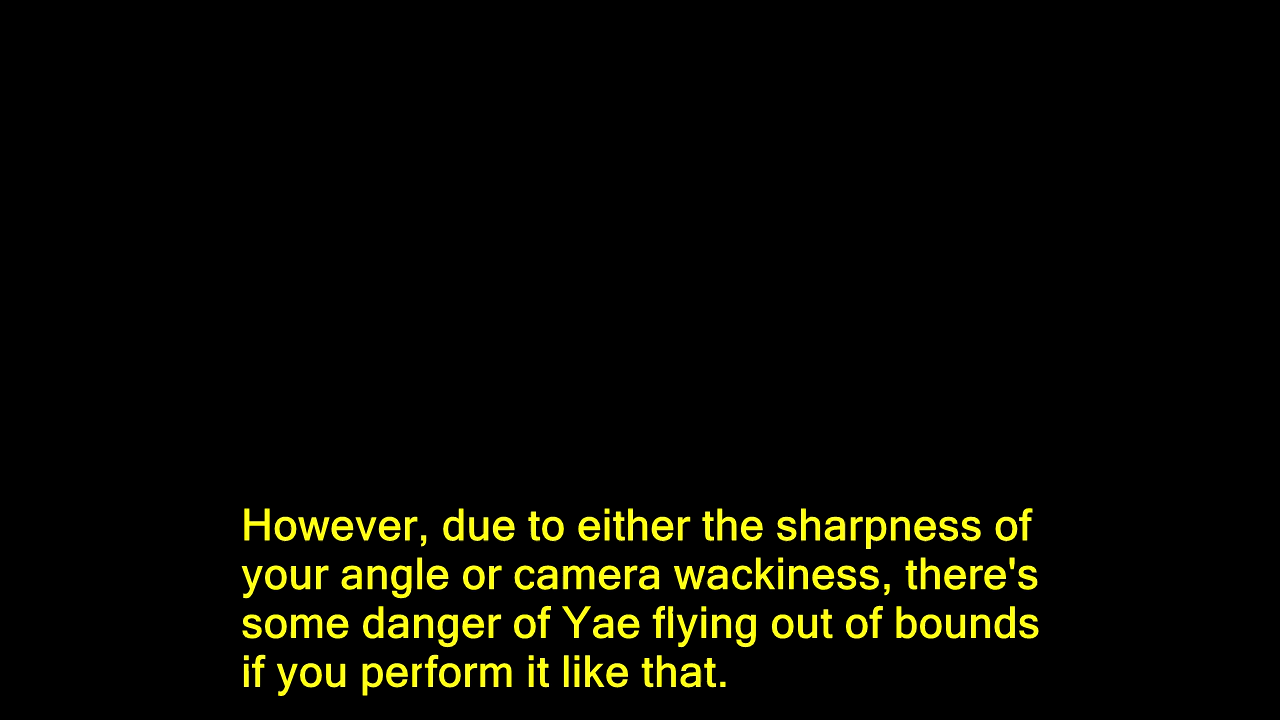 However, due to either the sharpness of
your angle or camera wackiness, there's
some danger of Yae flying out of bounds
if you perform it like that.